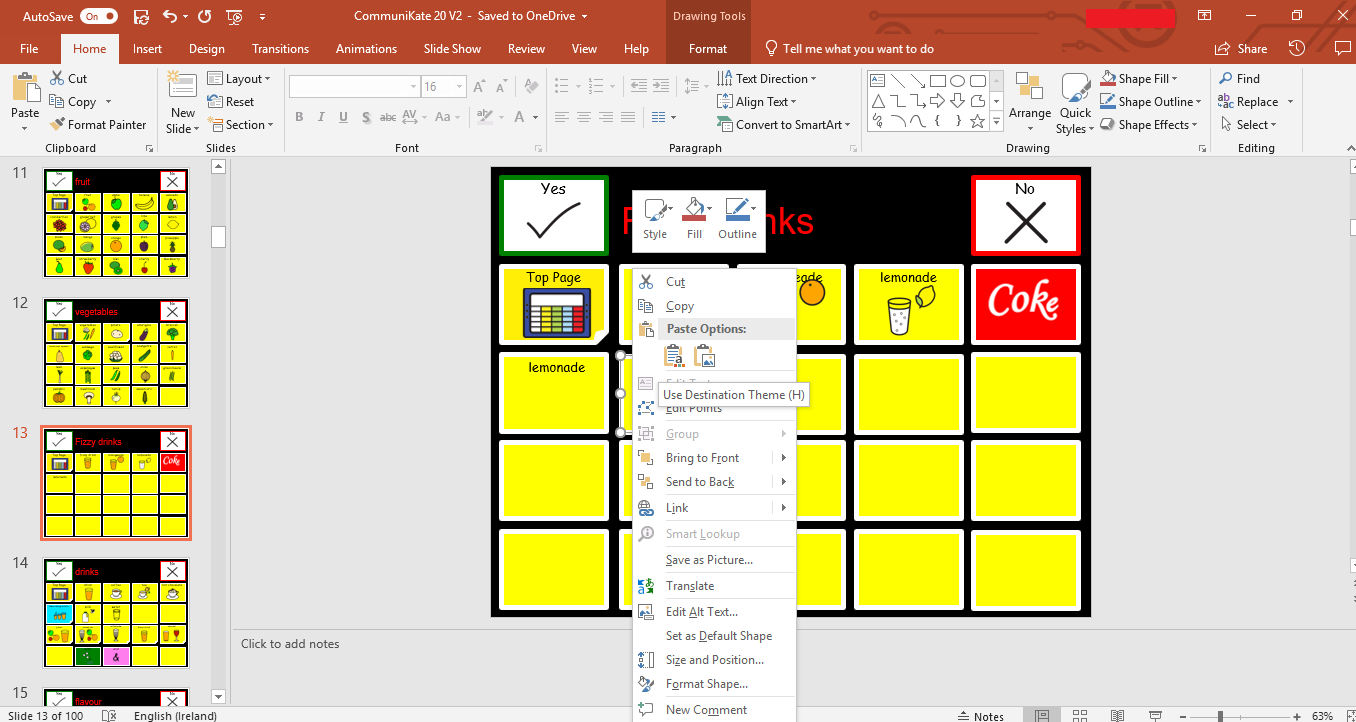 AutoSave On CommuniKate 20 V2 - Saved to OneDrive Drawing Tools
File Home Insert Design Transitions Animations Slide Show Review View Help Format Tell me what you want to do Share
Paste Cut Copy Format Painter New Slide Layout Reset Section 16 Text Direction Align Text Convert to SmartArt Arrange Quick Styles Shape Fill Shape Outline Shape Effects Find Replace Select
Clipboard Slides Font Paragraph Drawing Editing
11
fruit
12
vegetables
13
Fizzy drinks
Coke
14
drinks
15
flavour
Yes
No
Style Fill Outline
nks
Top Page
eade
lemonade
Coke
lemonade
Cut
Copy
Paste Options:
Use Destination Theme (H)
Edit Points
Group
Bring to Front
Send to Back
Link
Smart Lookup
Save as Picture...
Translate
Edit Alt Text...
Set as Default Shape
Size and Position...
Format Shape...
New Comment
Click to add notes
Slide 13 of 100 English (Ireland) Notes 63%